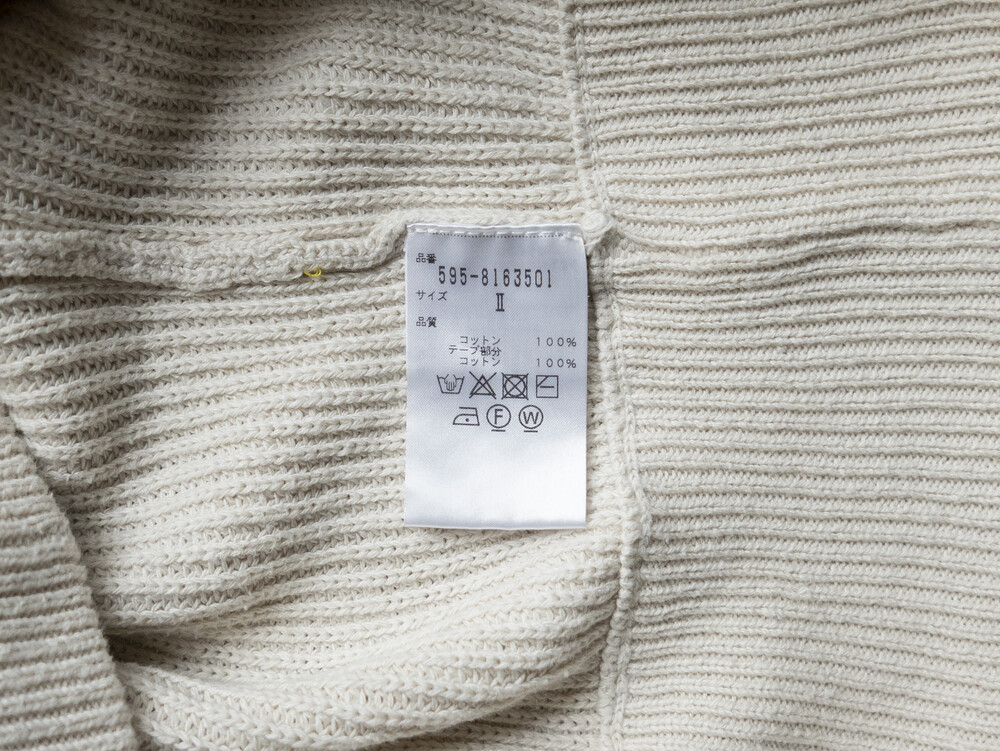 品番
595-8163501
サイズ II
品質
コットン 100%
テープ部分
コットン 100%
F W